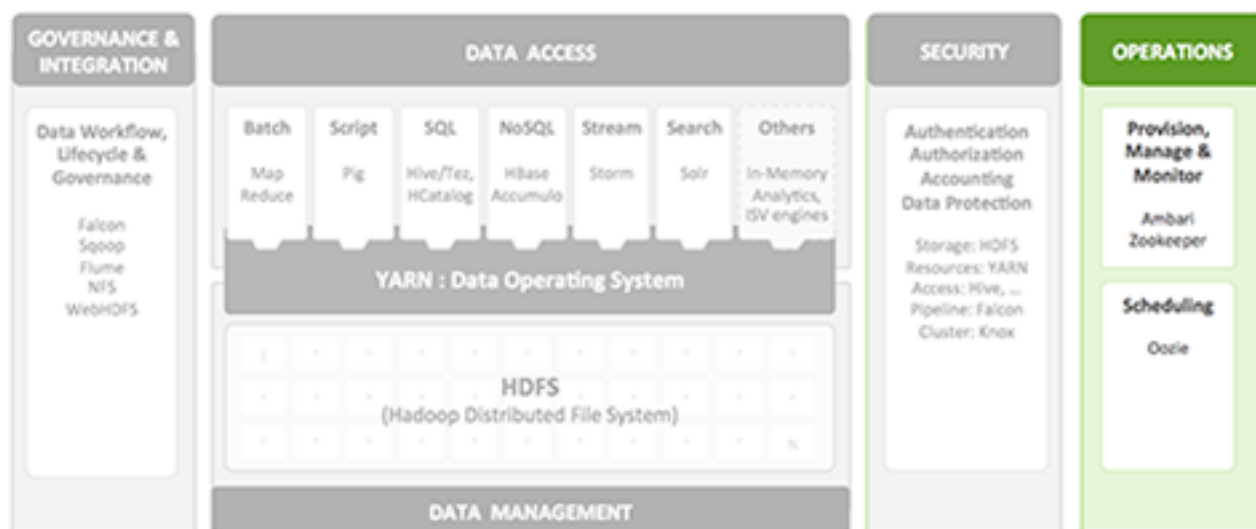 GOVERNANCE &
INTEGRATION
Data Workflow,
Lifecycle &
Governance
Falcon
Sqoop
Flume
NFS
WebHDFS
DATA ACCESS
Batch
Map
Reduce
Script
Pig
SQL
Hive/Tez,
HCatalog
NoSQL
HBase
Accumulo
Stream
Storm
Search
Solr
Others
In-Memory
Analytics,
ISV engines
YARN : Data Operating System
1
HDFS
(Hadoop Distributed File System)
N
DATA MANAGEMENT
SECURITY
Authentication
Authorization
Accounting
Data Protection
Storage: HDFS
Resources: YARN
Access: Hive, ...
Pipeline: Falcon
Cluster: Knox
OPERATIONS
Provision,
Manage &
Monitor
Ambari
Zookeeper
Scheduling
Oozie